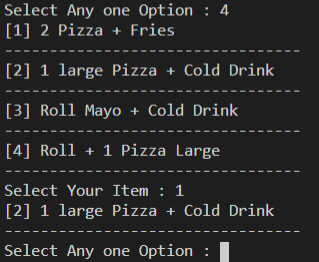 Select Any one Option : 4
[1] 2 Pizza + Fries
---------------------------------
[2] 1 large Pizza + Cold Drink
---------------------------------
[3] Roll Mayo + Cold Drink
---------------------------------
[4] Roll + 1 Pizza Large
---------------------------------
Select Your Item : 1
[2] 1 large Pizza + Cold Drink
---------------------------------
Select Any one Option :